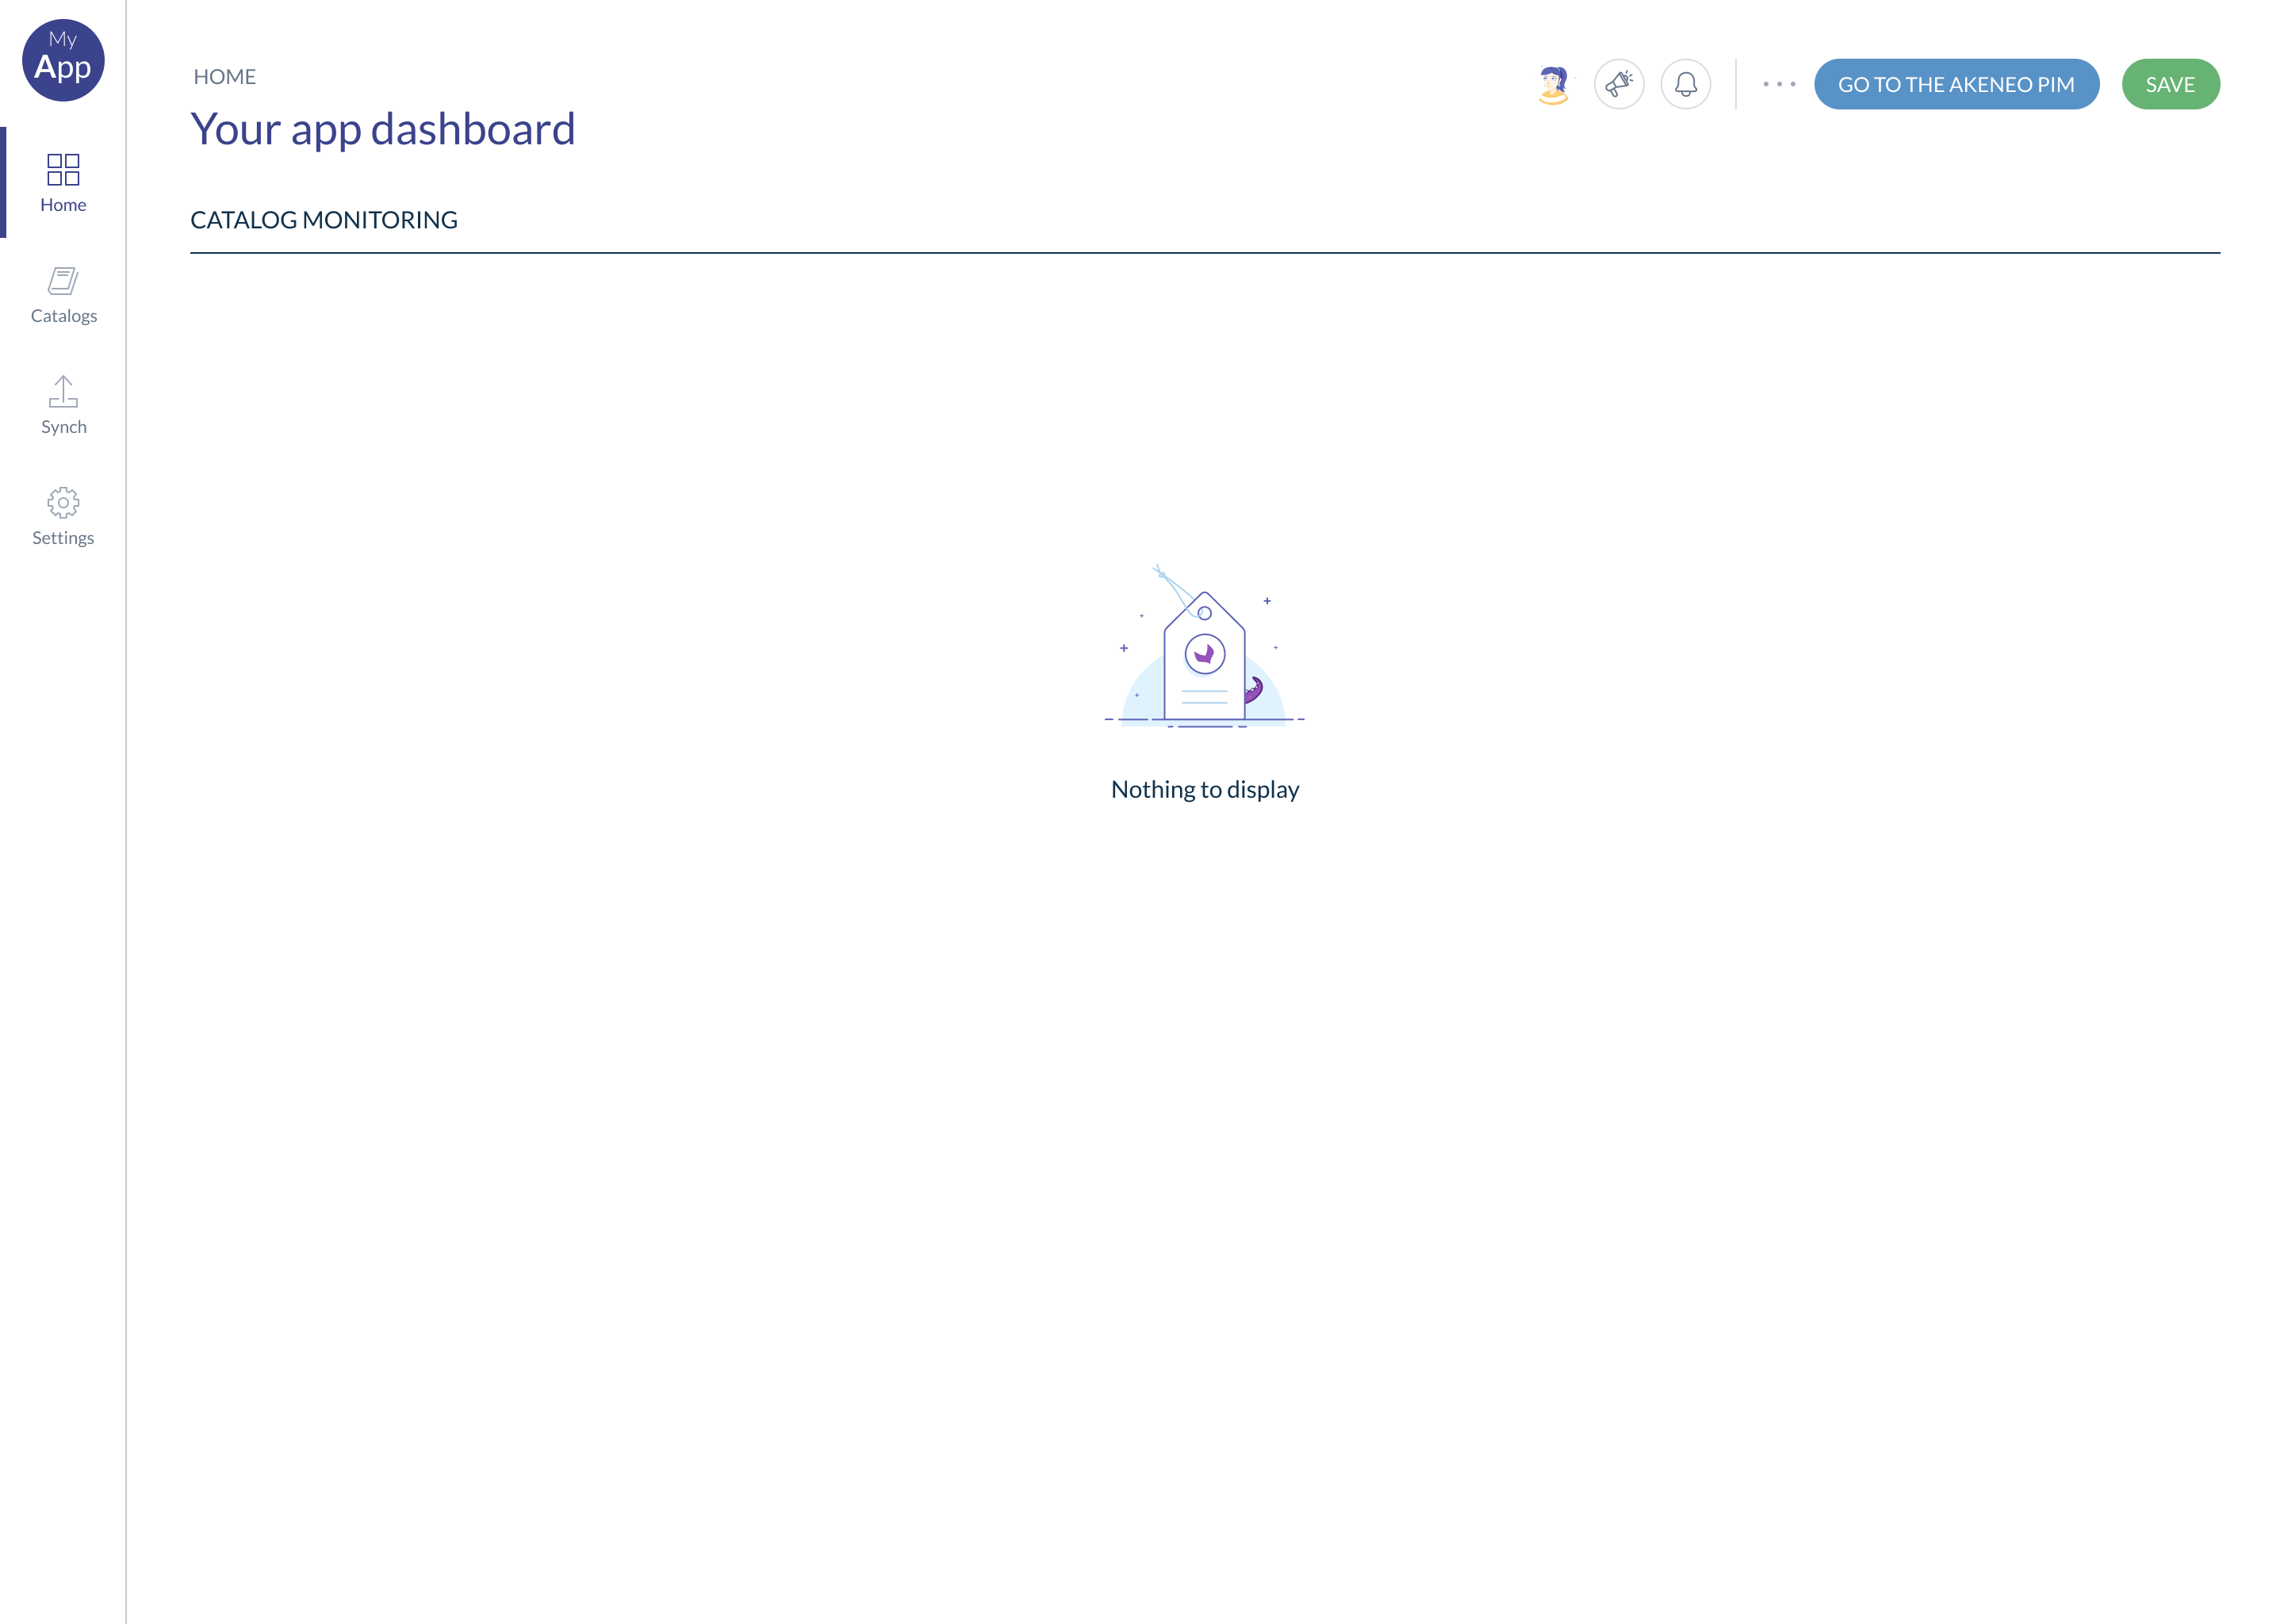 My
App
Home
Catalogs
Synch
Settings
HOME
Your app dashboard
GO TO THE AKENEO PIM
SAVE
CATALOG MONITORING
Nothing to display